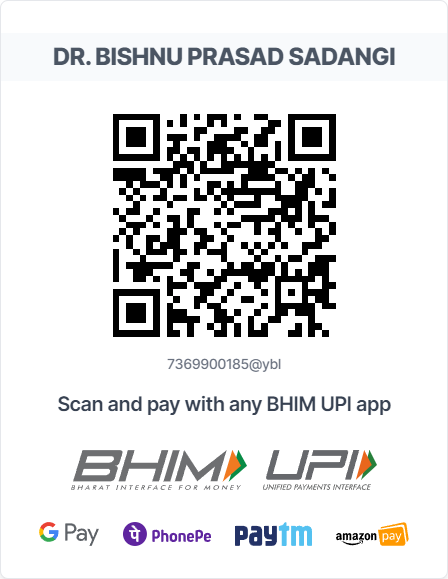 DR. BISHNU PRASAD SADANGI
7369900185@ybl
Scan and pay with any BHIM UPI app
BHIM UPI
BHARAT INTERFACE FOR MONEY UNIFIED PAYMENTS INTERFACE
G Pay पे PhonePe paytm amazon pay